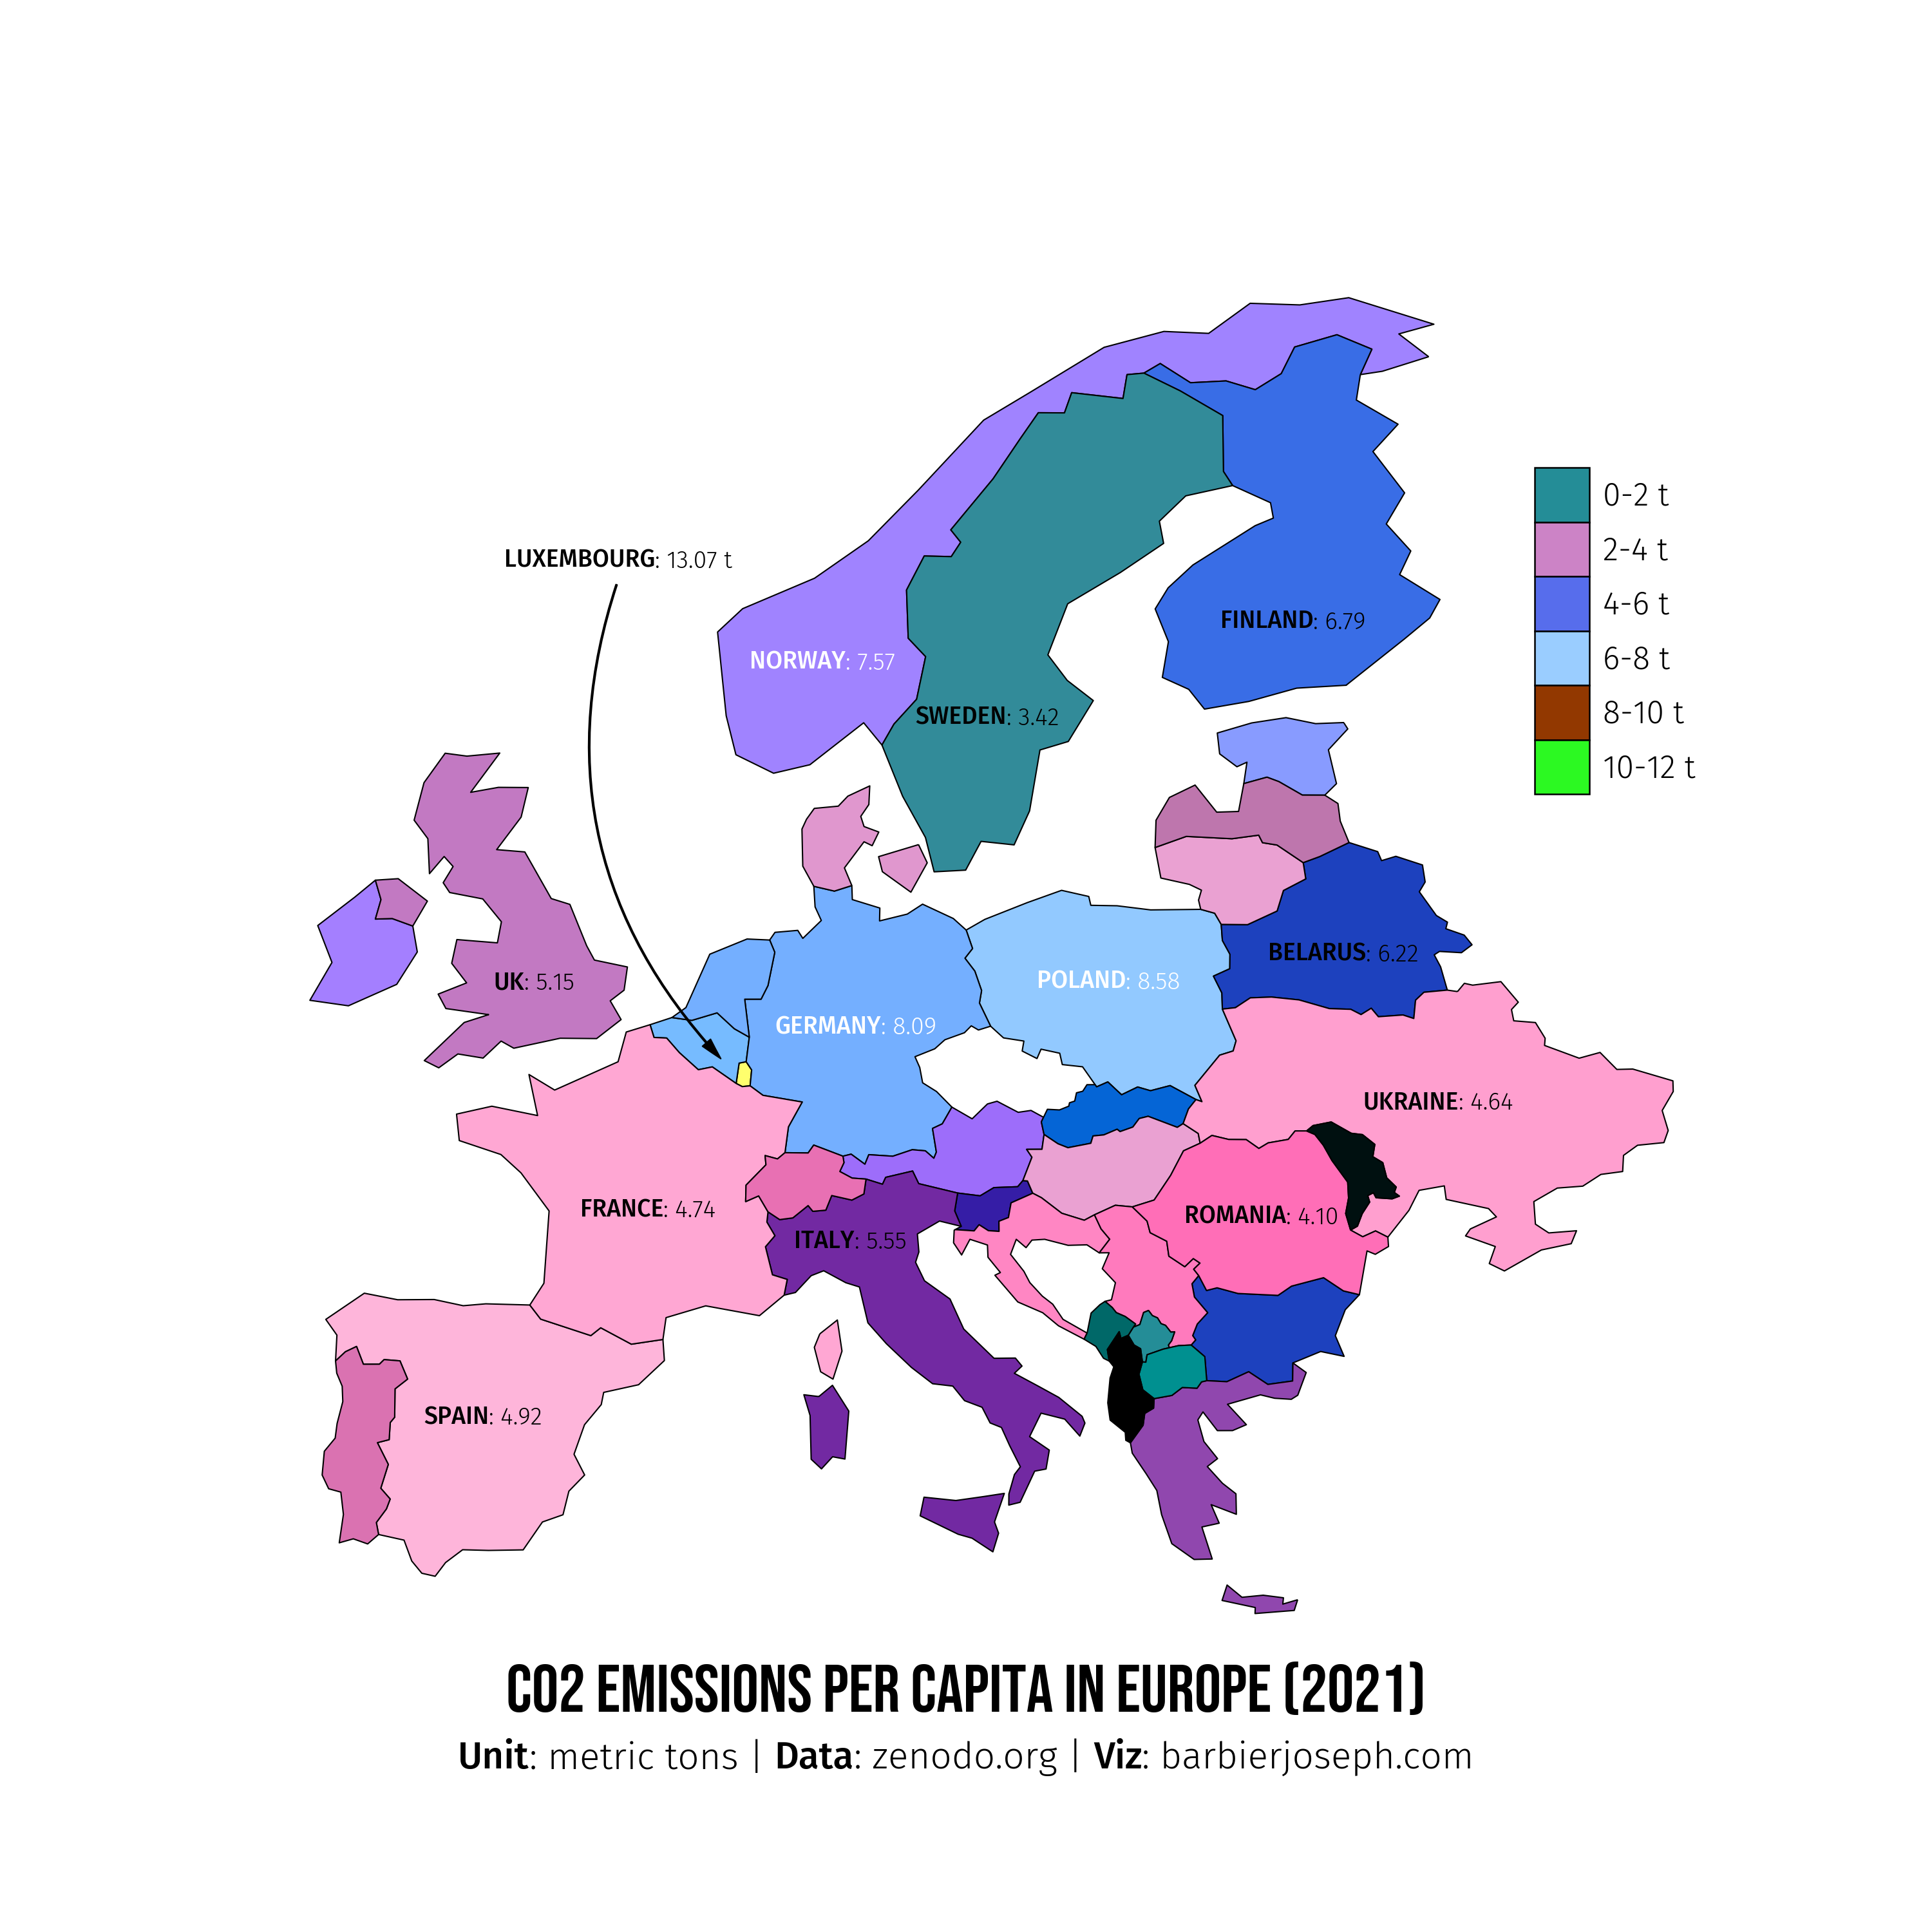 LUXEMBOURG: 13.07 t
NORWAY: 7.57
SWEDEN: 3.42
FINLAND: 6.79
0-2 t
2-4 t
4-6 t
6-8 t
8-10 t
10-12 t
UK: 5.15
GERMANY: 8.09
POLAND: 8.58
BELARUS: 6.22
UKRAINE: 4.64
FRANCE: 4.74
ITALY: 5.55
ROMANIA: 4.10
SPAIN: 4.92
CO2 EMISSIONS PER CAPITA IN EUROPE (2021)
Unit: metric tons | Data: zenodo.org | Viz: barbierjoseph.com